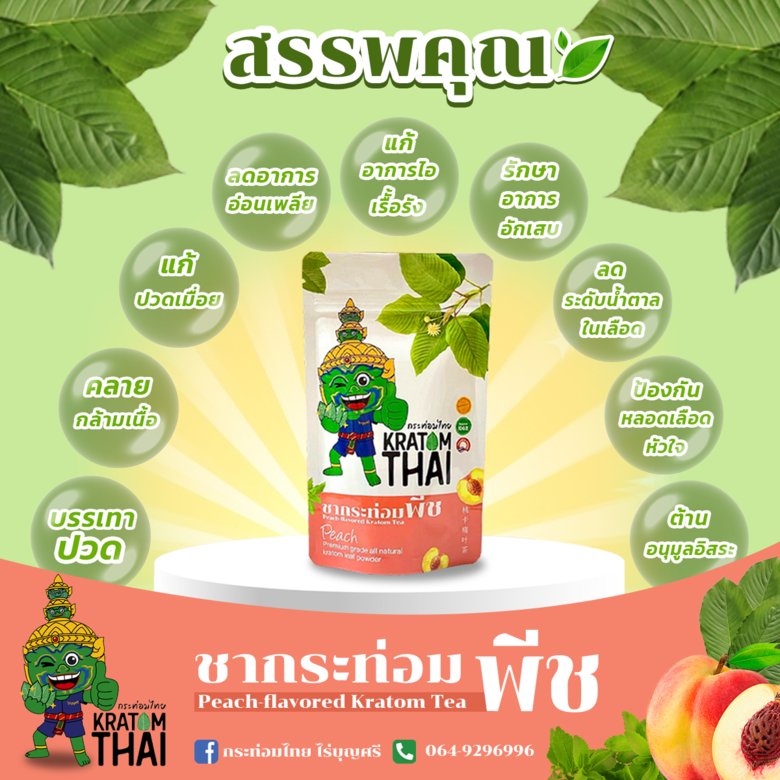 สรรพคุณ
แก้
อาการไอ
เรื้อรัง
ลดอาการ
อ่อนเพลีย
รักษา
อาการ
อักเสบ
แก้
ปวดเมื่อย
ลด
ระดับน้ำตาล
ในเลือด
คลาย
กล้ามเนื้อ
ป้องกัน
หลอดเลือด
หัวใจ
บรรเทา
ปวด
ต้าน
อนุมูลอิสระ
กระท่อมไทย
KRATOM
THAI
ชากระท่อมพีช
Peach-flavored Kratom Tea
Peach
Premium grade all natural
kratom leaf powder
กระท่อมไทย
KRATOM
THAI
ชากระท่อม พีช
Peach-flavored Kratom Tea
กระท่อมไทย ไร่บุญศรี 064-9296996